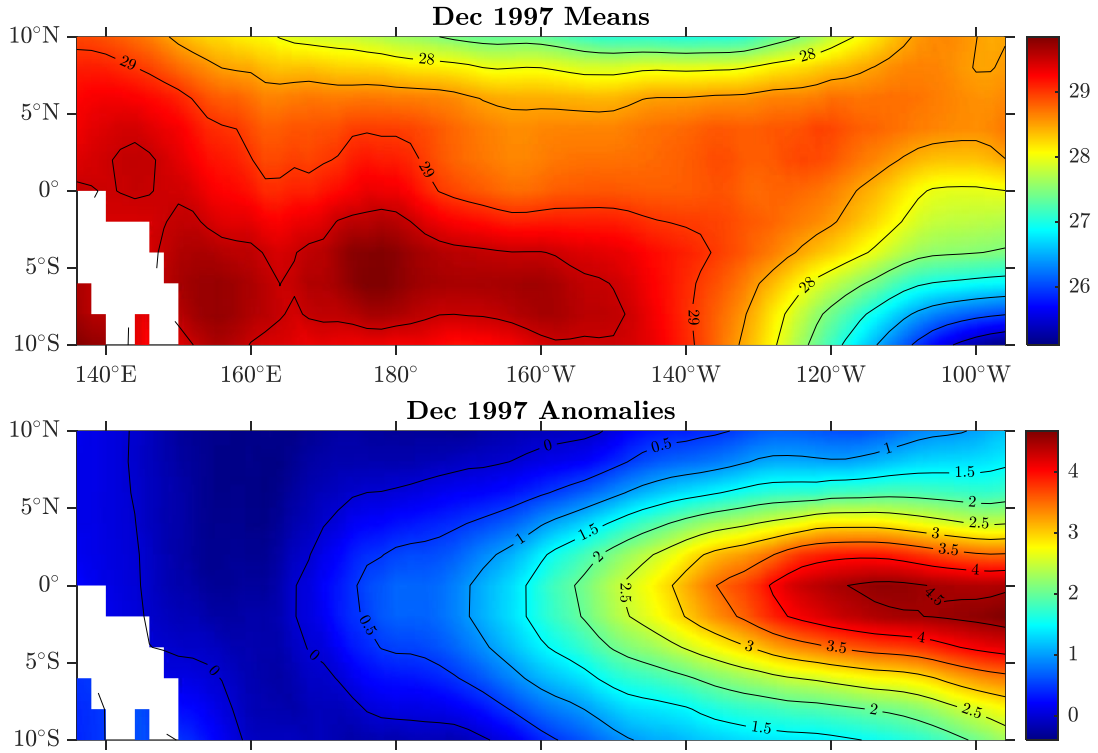 Dec 1997 Means
10°N
5°N
0°
5°S
10°S
140°E 160°E 180° 160°W 140°W 120°W 100°W
29 28 28 29 28 29
29
28
27
26
Dec 1997 Anomalies
10°N
5°N
0°
5°S
10°S
0 0.5 1 1.5
2 2.5 3 3.5 4
1 1.5 2 2.5 4.5
0.5 0 0
4 3.5 3 2.5 2 1.5
4
3
2
1
0